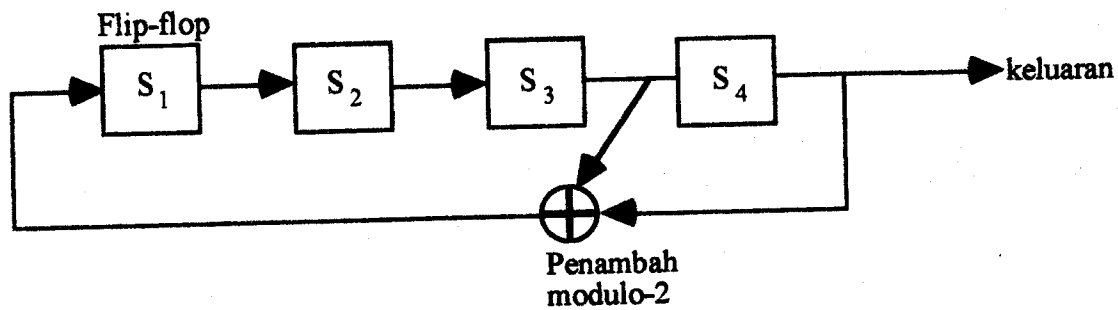 Flip-flop
S1
S2
S3
S4
keluaran
Penambah
modulo-2